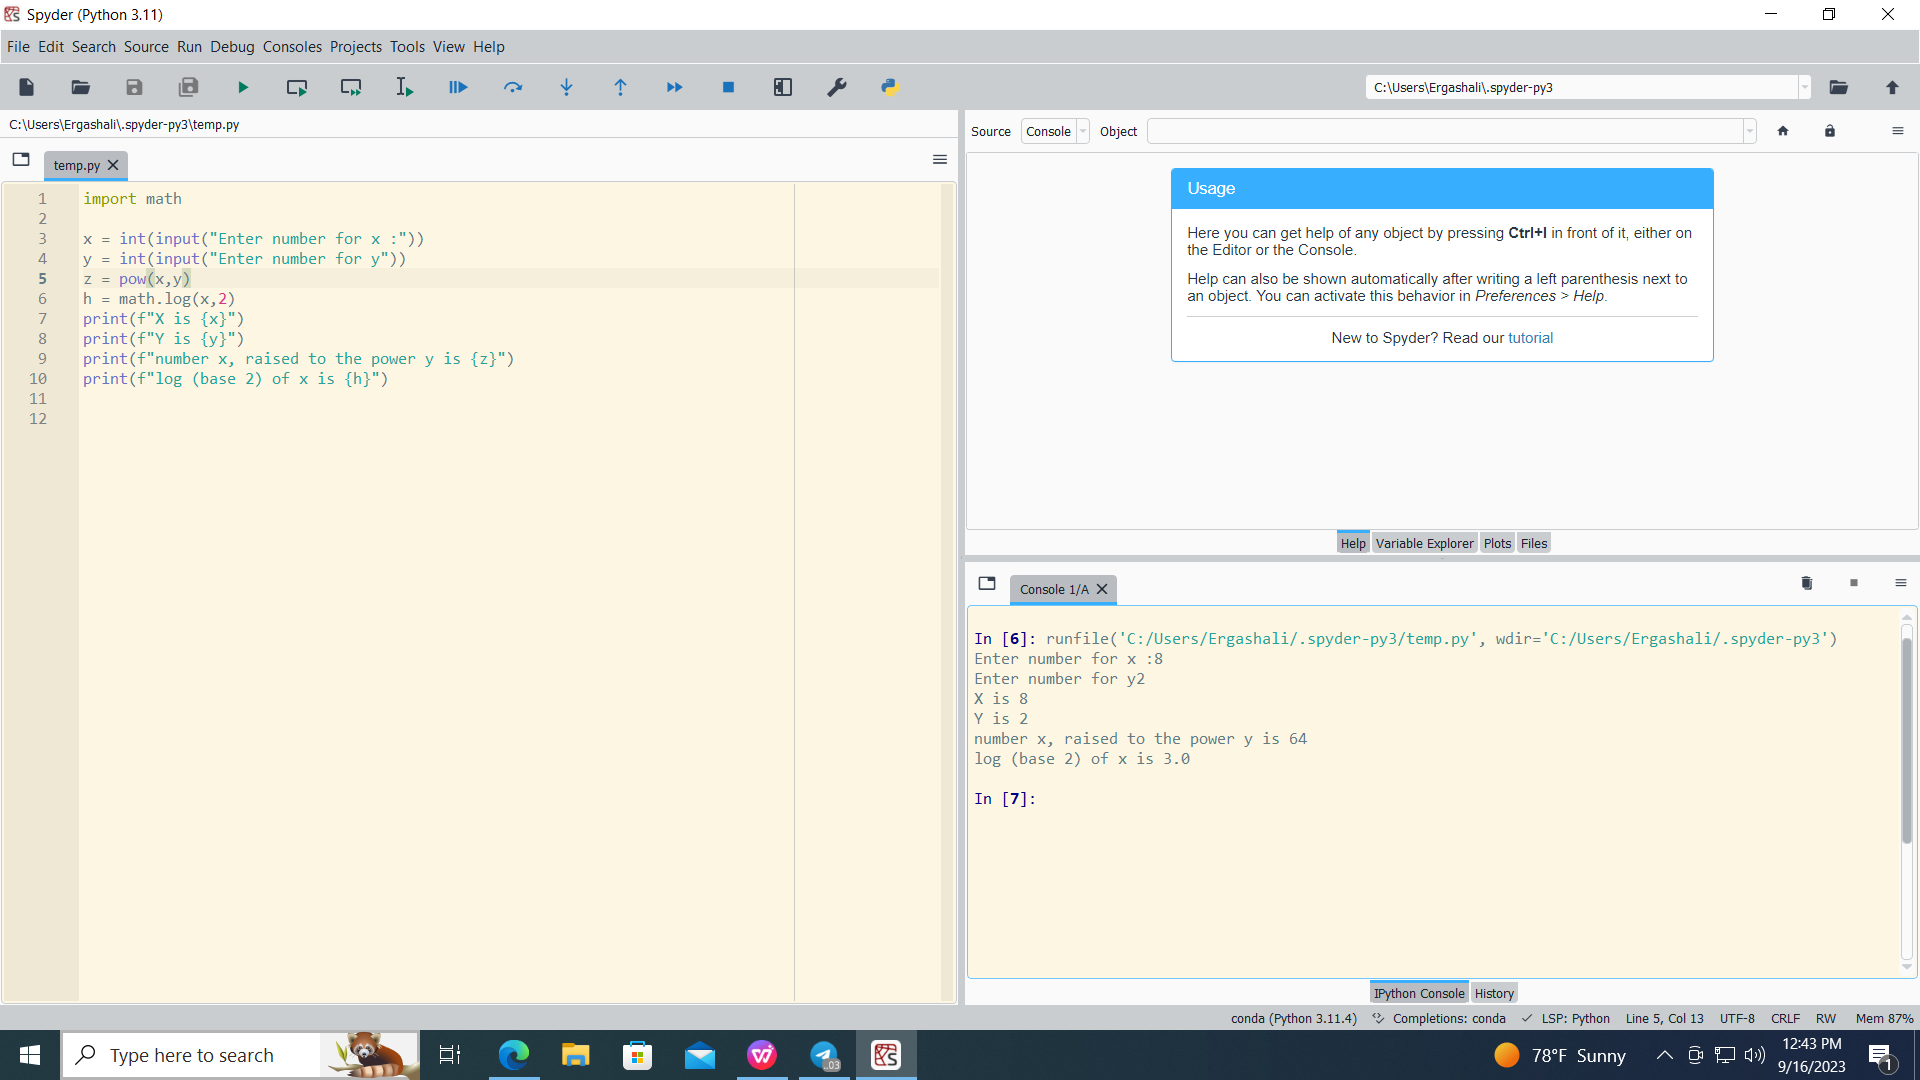 Spyder (Python 3.11)
File Edit Search Source Run Debug Consoles Projects Tools View Help
C:\Users\Ergashali\.spyder-py3
C:\Users\Ergashali\.spyder-py3\temp.py
temp.py
1 import math
2
3 x = int(input("Enter number for x :"))
4 y = int(input("Enter number for y"))
5 z = pow(x,y)
6 h = math.log(x,2)
7 print(f"X is {x}")
8 print(f"Y is {y}")
9 print(f"number x, raised to the power y is {z}")
10 print(f"log (base 2) of x is {h}")
11
12
Source Console Object
Usage
Here you can get help of any object by pressing Ctrl+I in front of it, either on
the Editor or the Console.
Help can also be shown automatically after writing a left parenthesis next to
an object. You can activate this behavior in Preferences > Help.
New to Spyder? Read our tutorial
Help Variable Explorer Plots Files
Console 1/A
In [6]: runfile('C:/Users/Ergashali/.spyder-py3/temp.py', wdir='C:/Users/Ergashali/.spyder-py3')
Enter number for x :8
Enter number for y2
X is 8
Y is 2
number x, raised to the power y is 64
log (base 2) of x is 3.0
In [7]:
IPython Console History
conda (Python 3.11.4) Completions: conda LSP: Python Line 5, Col 13 UTF-8 CRLF RW Mem 87%
Type here to search
.03
78°F Sunny
12:43 PM
9/16/2023
1